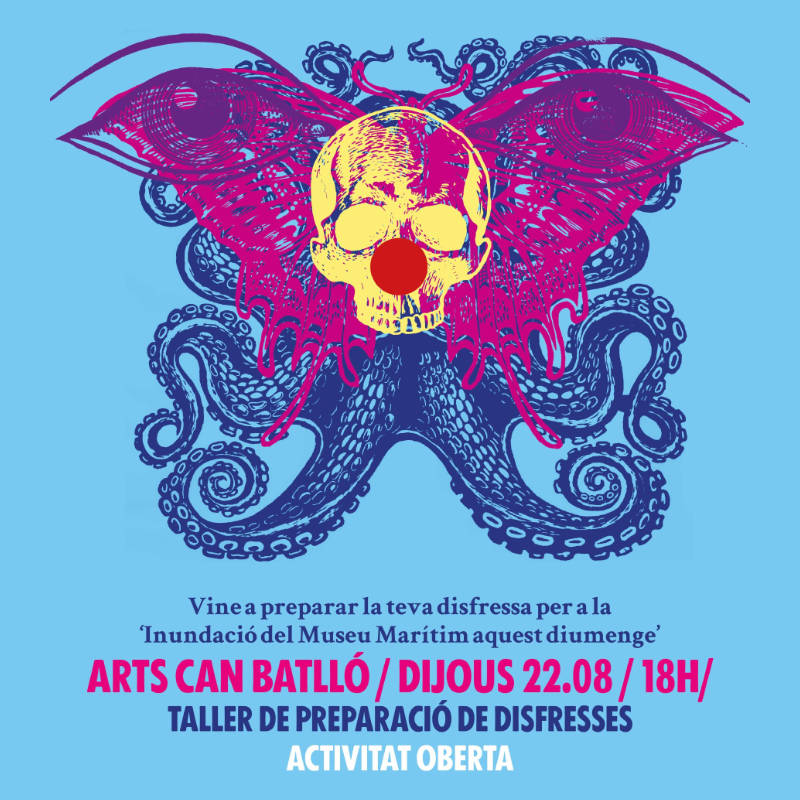 Vine a preparar la teva disfressa per a la
‘Inundació del Museu Marítim aquest diumenge’
ARTS CAN BATLLÓ / DIJOUS 22.08 / 18H/
TALLER DE PREPARACIÓ DE DISFRESSES
ACTIVITAT OBERTA